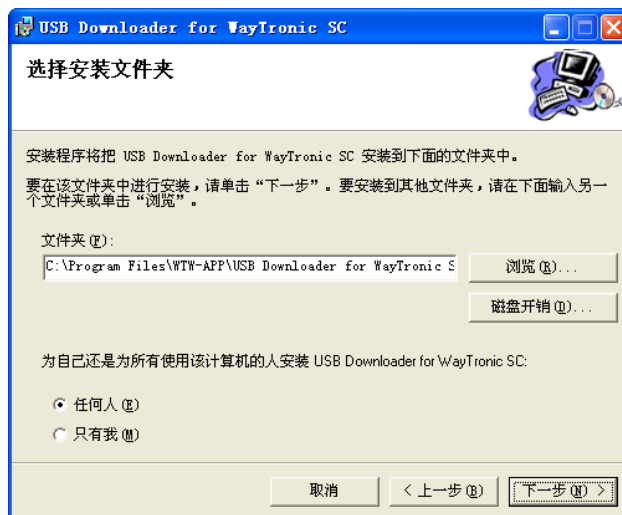 USB Downloader for WayTronic SC
选择安装文件夹
安装程序将把 USB Downloader for WayTronic SC 安装到下面的文件夹中。
要在该文件夹中进行安装，请单击“下一步”。要安装到其他文件夹，请在下面输入另一
个文件夹或单击“浏览”。
文件夹(F):
C:\Program Files\WTW-APP\USB Downloader for WayTronic S
浏览(R)...
磁盘开销(D)...
为自己还是为所有使用该计算机的人安装 USB Downloader for WayTronic SC:
任何人(E)
只有我(M)
取消
< 上一步(B)
下一步(N) >